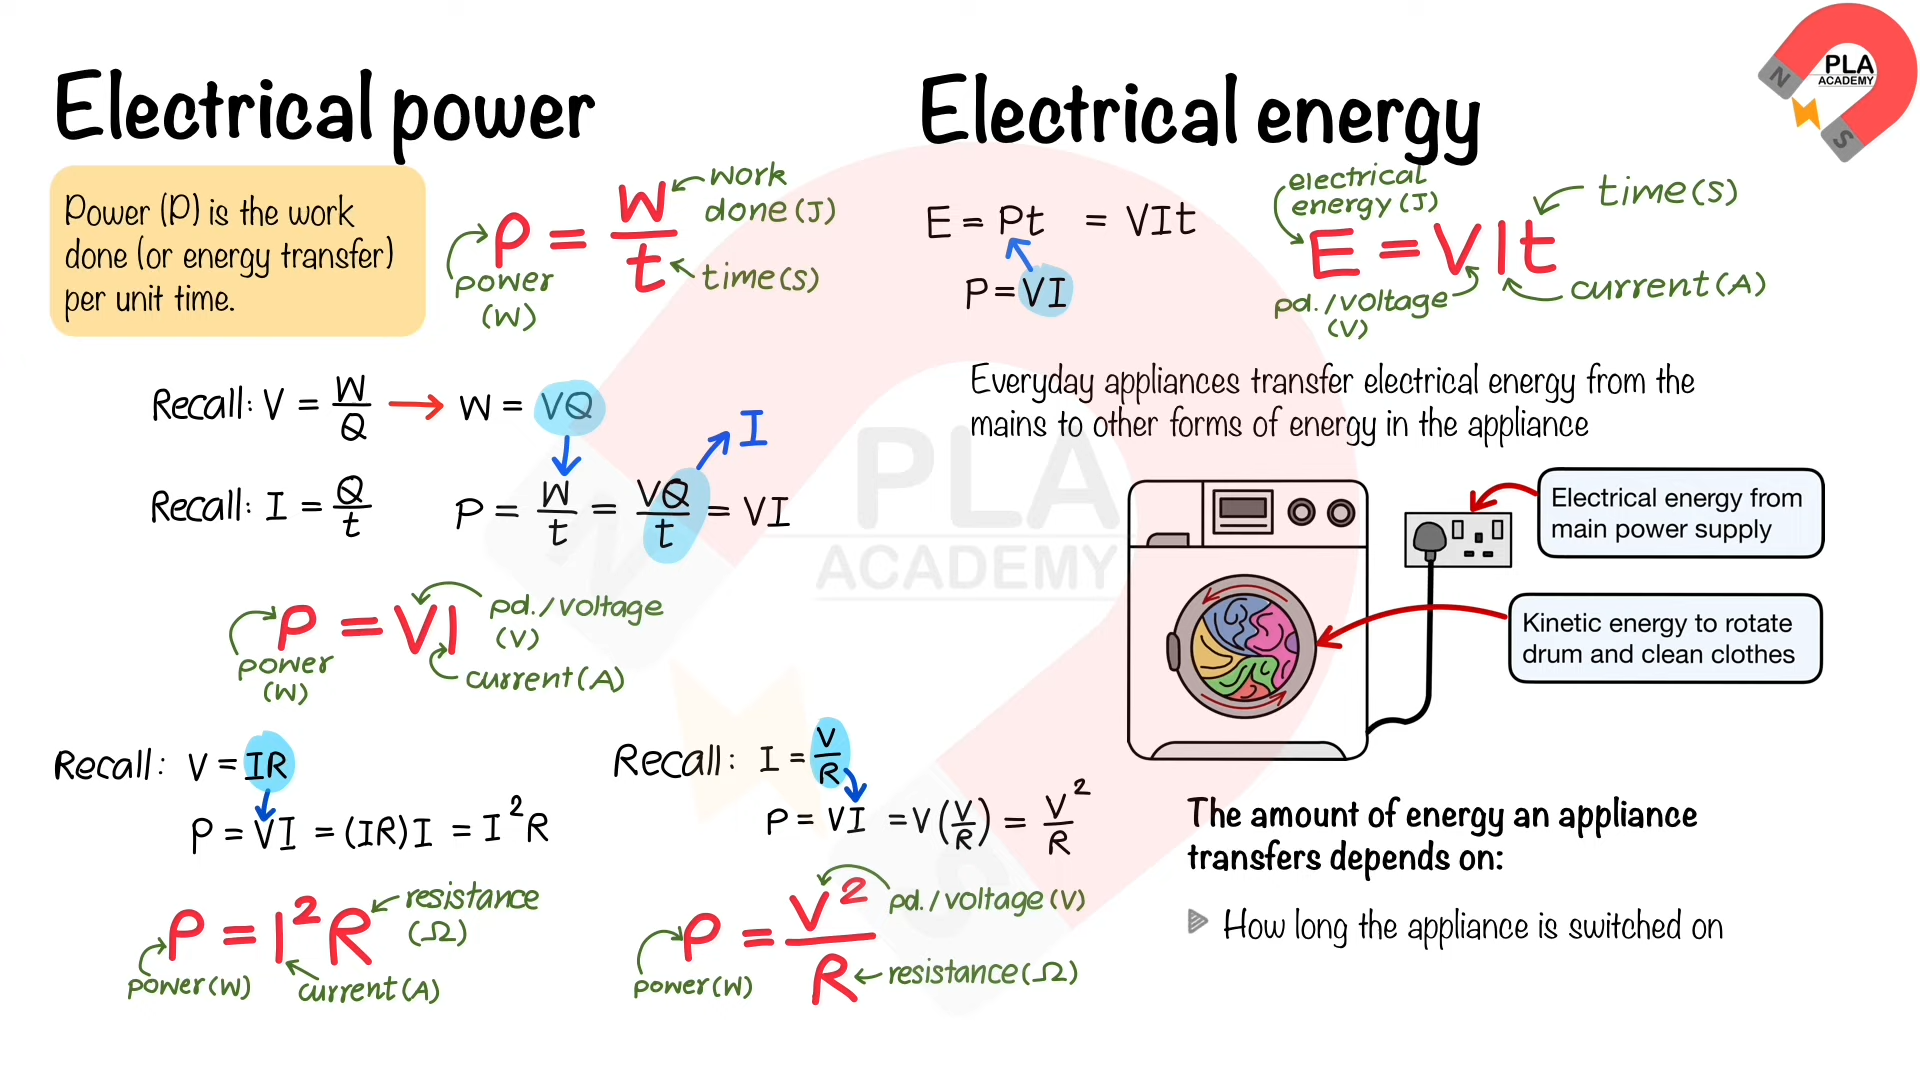 Electrical power
Power (P) is the work
done (or energy transfer)
per unit time.
P = W/t
work
done (J)
time (s)
power
(W)
Recall: V = W/Q → W = VQ
I
Recall: I = Q/t
P = W/t = VQ/t = VI
P = VI
pd./voltage
(V)
power
(W)
current (A)
Recall: V = IR
P = VI = (IR)I = I²R
P = I²R
resistance
(Ω)
power (W)
current (A)
Recall: I = V/R
P = VI = V(V/R) = V²/R
P = V²/R
pd./voltage (V)
power (W)
resistance (Ω)
Electrical energy
E = Pt = VIt
P = VI
electrical
energy (J)
time (s)
E = VIt
pd./voltage
(V)
current (A)
Everyday appliances transfer electrical energy from the
mains to other forms of energy in the appliance
Electrical energy from
main power supply
Kinetic energy to rotate
drum and clean clothes
The amount of energy an appliance
transfers depends on:
How long the appliance is switched on
N
PLA
ACADEMY
S
PLA
ACADEMY
N
S